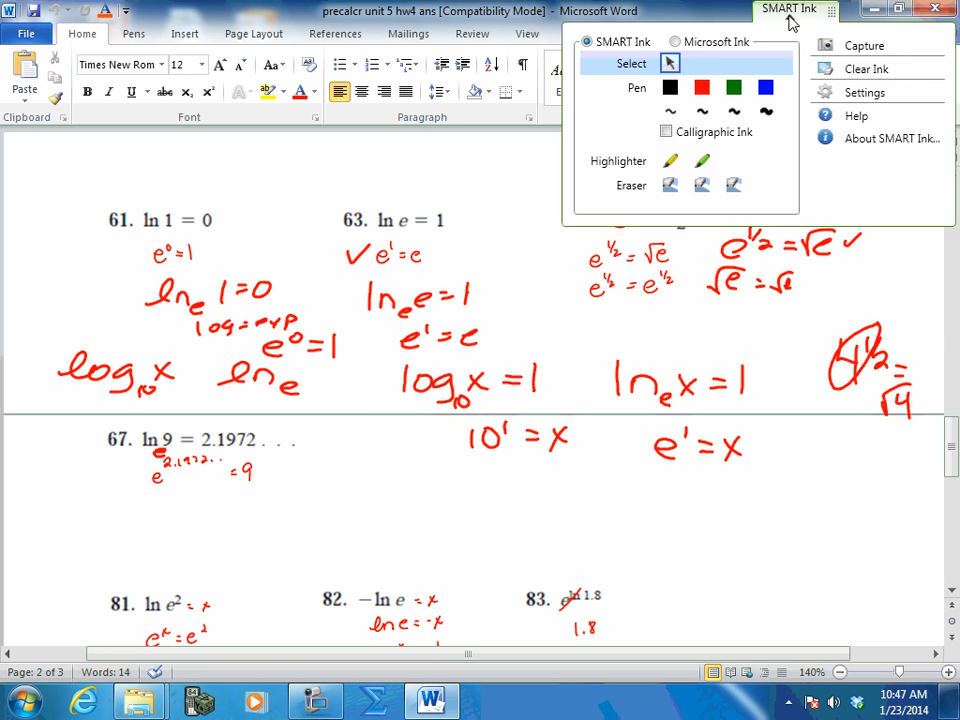 precalcr unit 5 hw4 ans [Compatibility Mode] - Microsoft Word
SMART Ink
File Home Pens Insert Page Layout References Mailings Review View
Paste
Clipboard
Times New Rom 12
Font
Paragraph
SMART Ink Microsoft Ink
Select
Pen
Calligraphic Ink
Highlighter
Eraser
Capture
Clear Ink
Settings
Help
About SMART Ink...
61. ln 1 = 0
e⁰=1
lnₑ 1=0
log=exp
e⁰=1
63. ln e = 1
✓ e¹=e
lnₑ e=1
e¹=e
e^1/2 = √e
e^1/2 = e^1/2
e^1/2 = √e ✓
√e = √e
log₁₀x lnₑ
log₁₀x = 1
10¹ = x
lnₑ x = 1
e¹ = x
4^1/2 =
√4
67. ln 9 = 2.1972 . . .
e
e^2.1972.. = 9
81. ln e² = x
e^x = e²
82. −ln e = x
ln e = -x
83. e^ln 1.8
1.8
Page: 2 of 3 Words: 14
140%
10:47 AM
1/23/2014